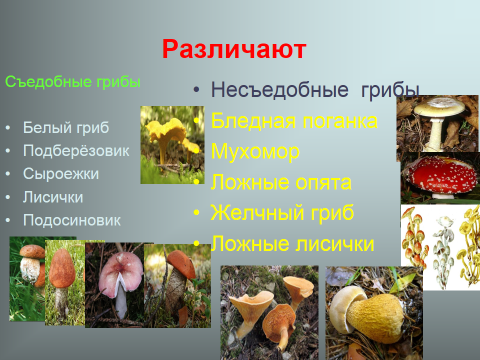 Различают
Съедобные грибы
• Белый гриб
• Подберёзовик
• Сыроежки
• Лисички
• Подосиновик
• Несъедобные грибы
• Бледная поганка
• Мухомор
• Ложные опята
• Желчный гриб
• Ложные лисички